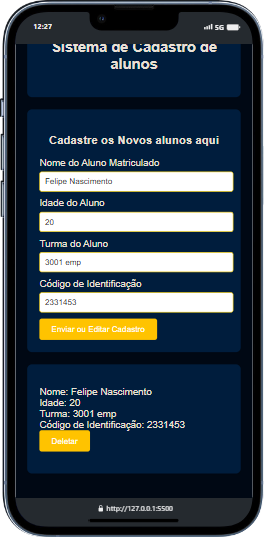 12:27
5G
Sistema de Cadastro de
alunos
Cadastre os Novos alunos aqui
Nome do Aluno Matriculado
Felipe Nascimento
Idade do Aluno
20
Turma do Aluno
3001 emp
Código de Identificação
2331453
Enviar ou Editar Cadastro
Nome: Felipe Nascimento
Idade: 20
Turma: 3001 emp
Código de Identificação: 2331453
Deletar
http://127.0.0.1:5500